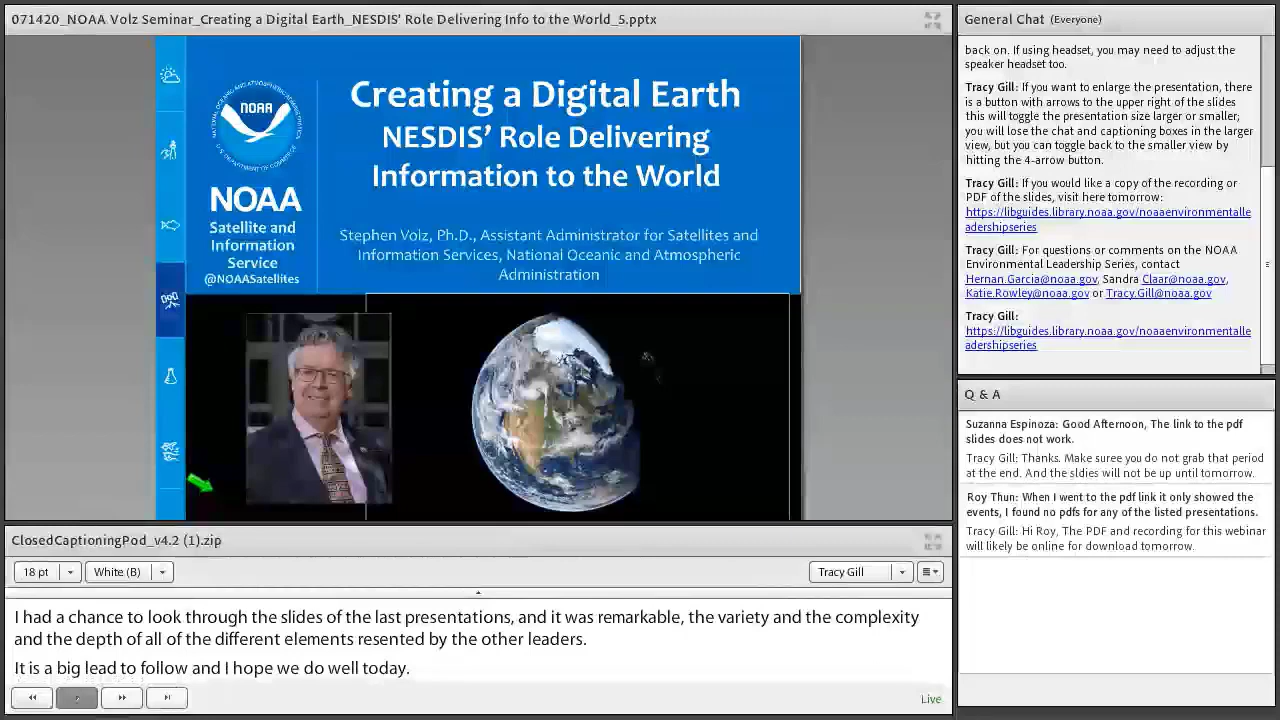 071420_NOAA Volz Seminar_Creating a Digital Earth_NESDIS’ Role Delivering Info to the World_5.pptx
NOAA
NOAA
Satellite and
Information
Service
@NOAASatellites
Creating a Digital Earth
NESDIS’ Role Delivering
Information to the World
Stephen Volz, Ph.D., Assistant Administrator for Satellites and
Information Services, National Oceanic and Atmospheric
Administration
General Chat (Everyone)
back on. If using headset, you may need to adjust the
speaker headset too.
Tracy Gill: If you want to enlarge the presentation, there
is a button with arrows to the upper right of the slides
this will toggle the presentation size larger or smaller;
you will lose the chat and captioning boxes in the larger
view, but you can toggle back to the smaller view by
hitting the 4-arrow button.
Tracy Gill: If you would like a copy of the recording or
PDF of the slides, visit here tomorrow:
https://libguides.library.noaa.gov/noaaenvironmentalle
adershipseries
Tracy Gill: For questions or comments on the NOAA
Environmental Leadership Series, contact
Hernan.Garcia@noaa.gov, Sandra Claar@noaa.gov,
Katie.Rowley@noaa.gov or Tracy.Gill@noaa.gov
Tracy Gill:
https://libguides.library.noaa.gov/noaaenvironmentalle
adershipseries
Q & A
Suzanna Espinoza: Good Afternoon, The link to the pdf
slides does not work.
Tracy Gill: Thanks. Make suree you do not grab that period
at the end. And the sldies will not be up until tomorrow.
Roy Thun: When I went to the pdf link it only showed the
events, I found no pdfs for any of the listed presentations.
Tracy Gill: Hi Roy, The PDF and recording for this webinar
will likely be online for download tomorrow.
ClosedCaptioningPod_v4.2 (1).zip
18 pt
White (B)
Tracy Gill
I had a chance to look through the slides of the last presentations, and it was remarkable, the variety and the complexity
and the depth of all of the different elements resented by the other leaders.
It is a big lead to follow and I hope we do well today.
Live